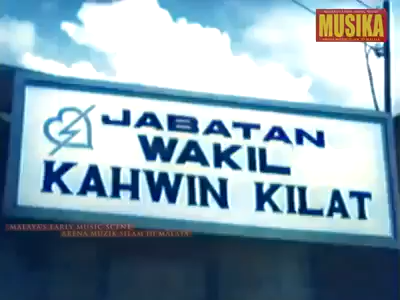 MUSIKA
JABATAN
WAKIL
KAHWIN KILAT
MALAYA'S EARLY MUSIC SCENE
ARENA MUZIK SILAM DI MALAYA